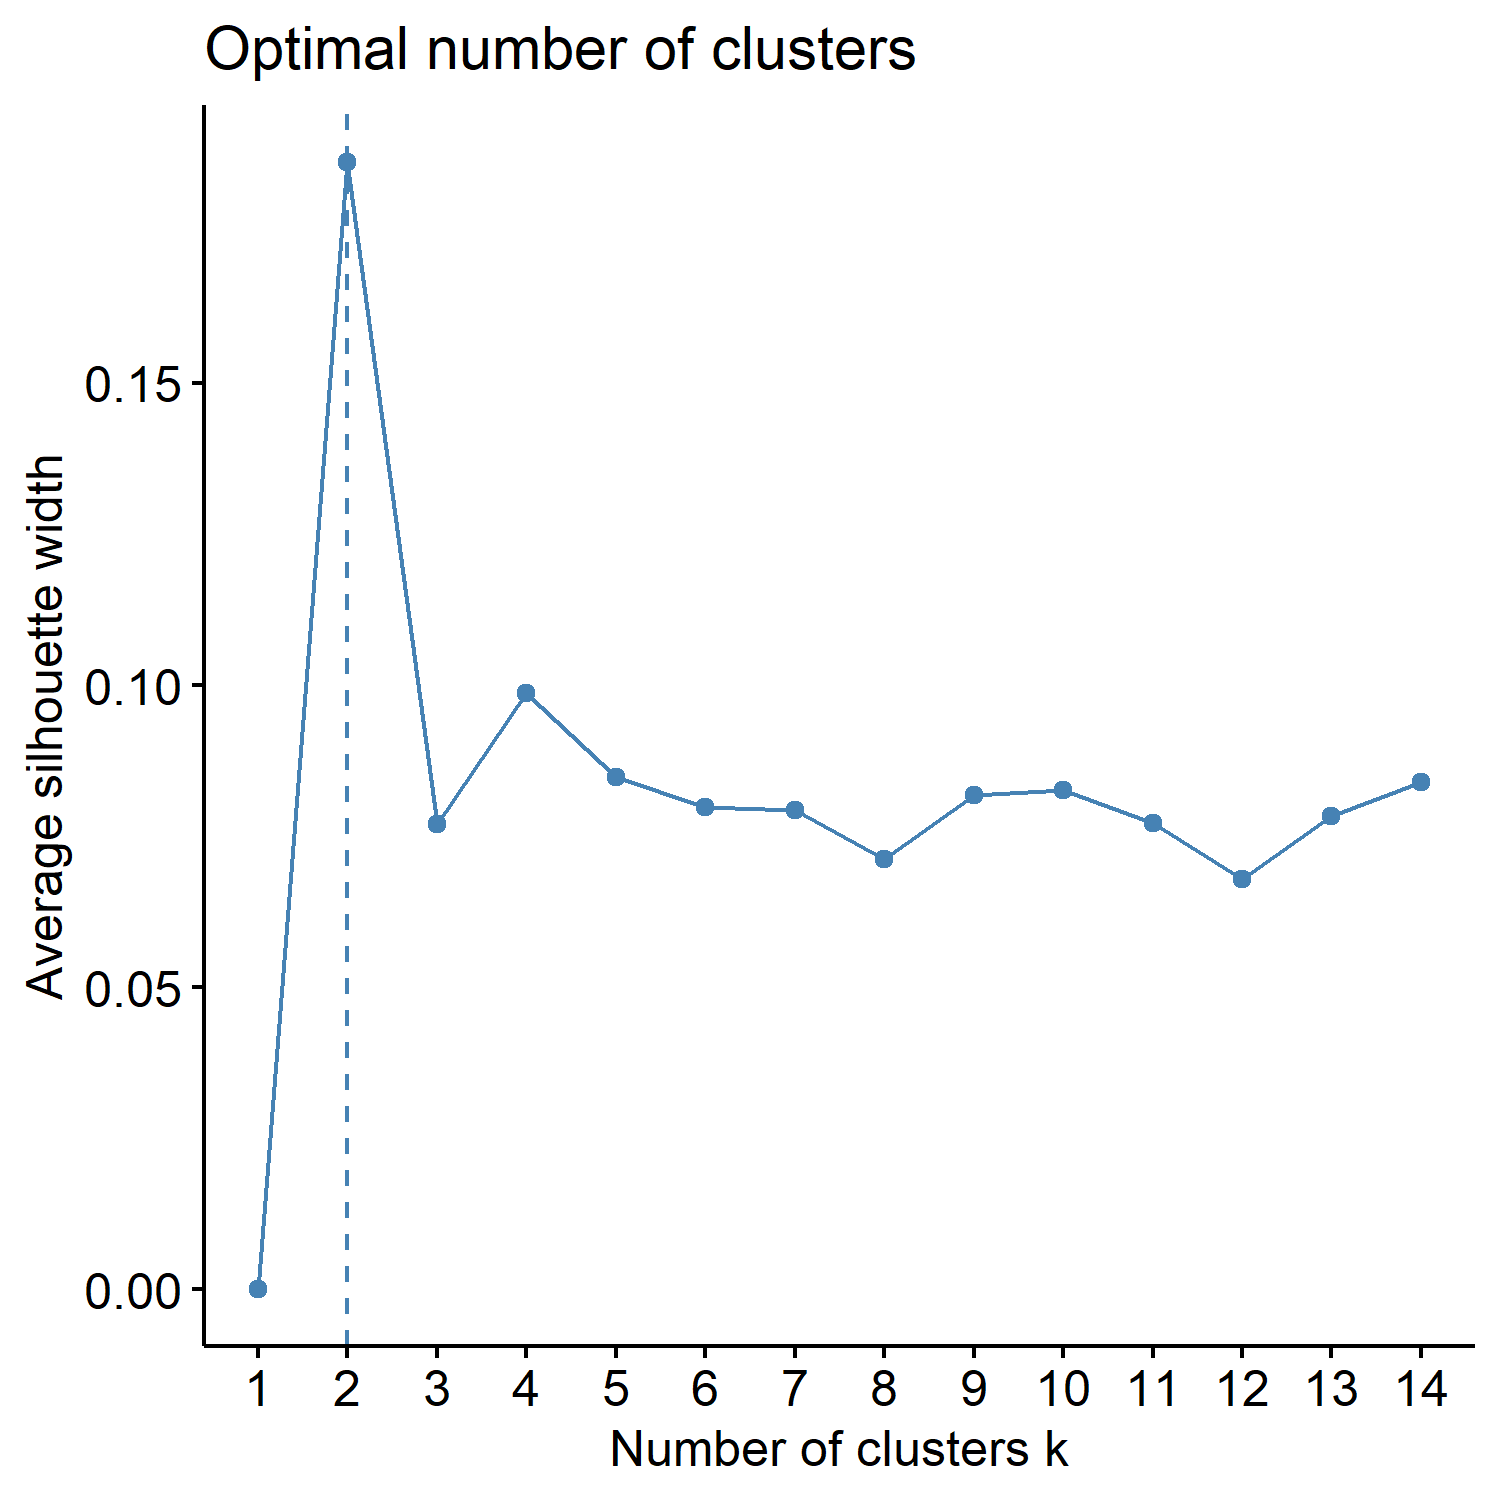 Optimal number of clusters
Average silhouette width
0.15
0.10
0.05
0.00
1 2 3 4 5 6 7 8 9 10 11 12 13 14
Number of clusters k